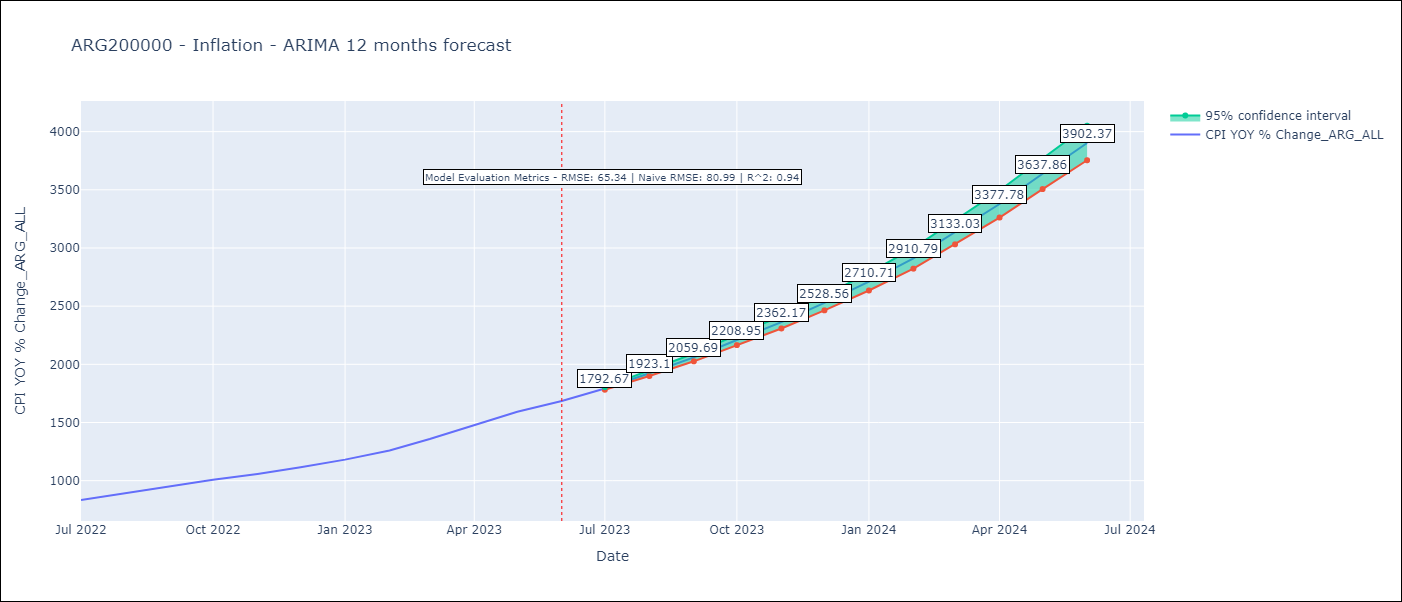 ARG200000 - Inflation - ARIMA 12 months forecast
95% confidence interval
CPI YOY % Change_ARG_ALL
Model Evaluation Metrics - RMSE: 65.34 | Naive RMSE: 80.99 | R^2: 0.94
CPI YOY % Change_ARG_ALL
4000
3500
3000
2500
2000
1500
1000
3902.37
3637.86
3377.78
3133.03
2910.79
2710.71
2528.56
2362.17
2208.95
2059.69
1923.1
1792.67
Jul 2022
Oct 2022
Jan 2023
Apr 2023
Jul 2023
Oct 2023
Jan 2024
Apr 2024
Jul 2024
Date